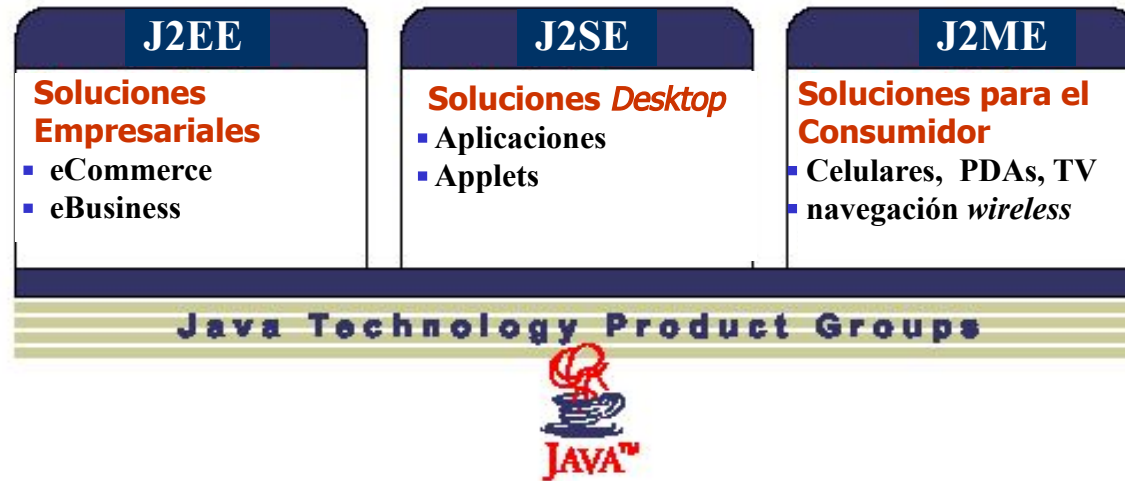 J2EE
Soluciones
Empresariales
eCommerce
eBusiness
J2SE
Soluciones Desktop
Aplicaciones
Applets
J2ME
Soluciones para el
Consumidor
Celulares, PDAs, TV
navegación wireless
Java Technology Product Groups
JAVA™